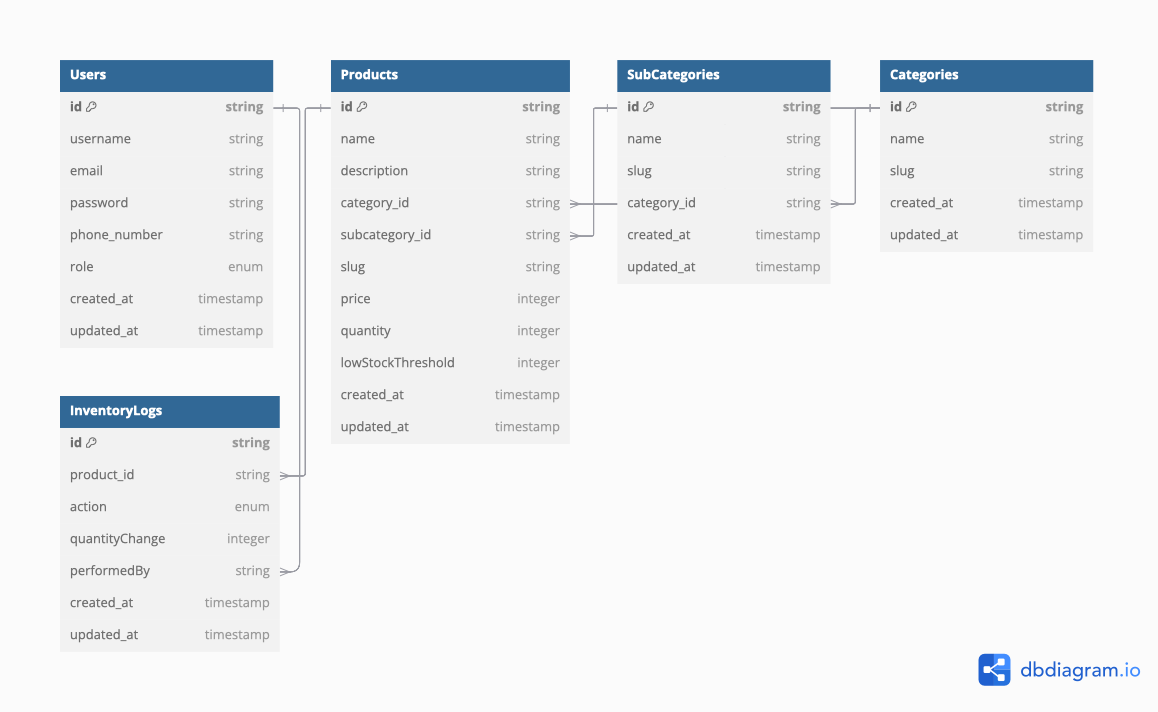 Users
id string
username string
email string
password string
phone_number string
role enum
created_at timestamp
updated_at timestamp
Products
id string
name string
description string
category_id string
subcategory_id string
slug string
price integer
quantity integer
lowStockThreshold integer
created_at timestamp
updated_at timestamp
SubCategories
id string
name string
slug string
category_id string
created_at timestamp
updated_at timestamp
Categories
id string
name string
slug string
created_at timestamp
updated_at timestamp
InventoryLogs
id string
product_id string
action enum
quantityChange integer
performedBy string
created_at timestamp
updated_at timestamp
dbdiagram.io